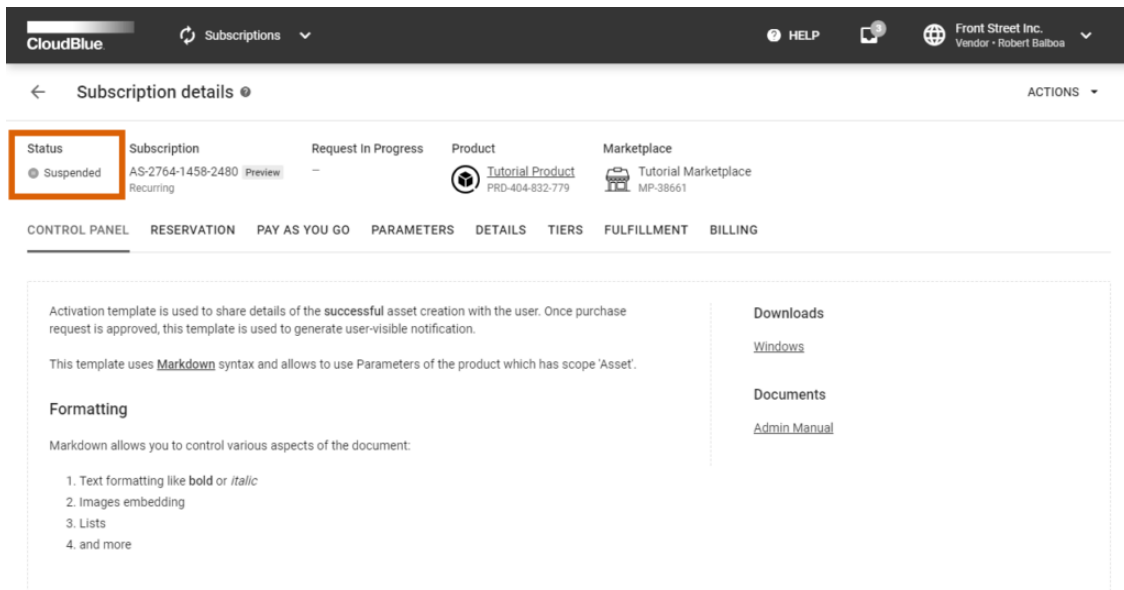 CloudBlue.
Subscriptions
HELP
3
Front Street Inc.
Vendor • Robert Balboa
Subscription details
ACTIONS
Status
Subscription
Request In Progress
Product
Marketplace
Suspended
AS-2764-1458-2480 Preview
Recurring
–
Tutorial Product
PRD-404-832-779
Tutorial Marketplace
MP-38661
CONTROL PANEL RESERVATION PAY AS YOU GO PARAMETERS DETAILS TIERS FULFILLMENT BILLING
Activation template is used to share details of the successful asset creation with the user. Once purchase
request is approved, this template is used to generate user-visible notification.
This template uses Markdown syntax and allows to use Parameters of the product which has scope 'Asset'.
Formatting
Markdown allows you to control various aspects of the document:
1. Text formatting like bold or italic
2. Images embedding
3. Lists
4. and more
Downloads
Windows
Documents
Admin Manual